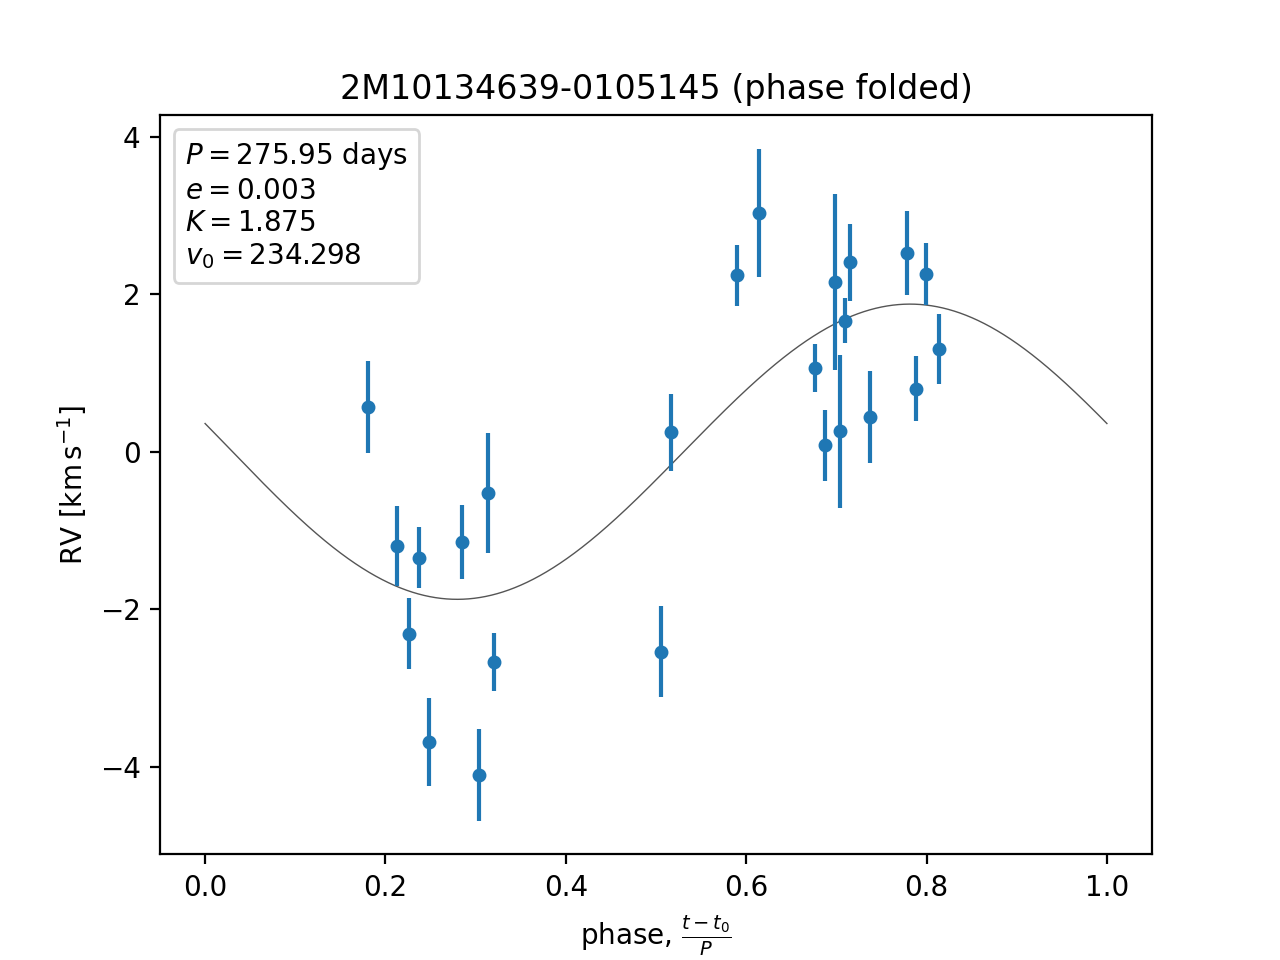 2M10134639-0105145 (phase folded)
P = 275.95 days
e = 0.003
K = 1.875
v₀ = 234.298
4
2
0
−2
−4
RV [km s⁻¹]
0.0 0.2 0.4 0.6 0.8 1.0
phase, (t − t₀)/P